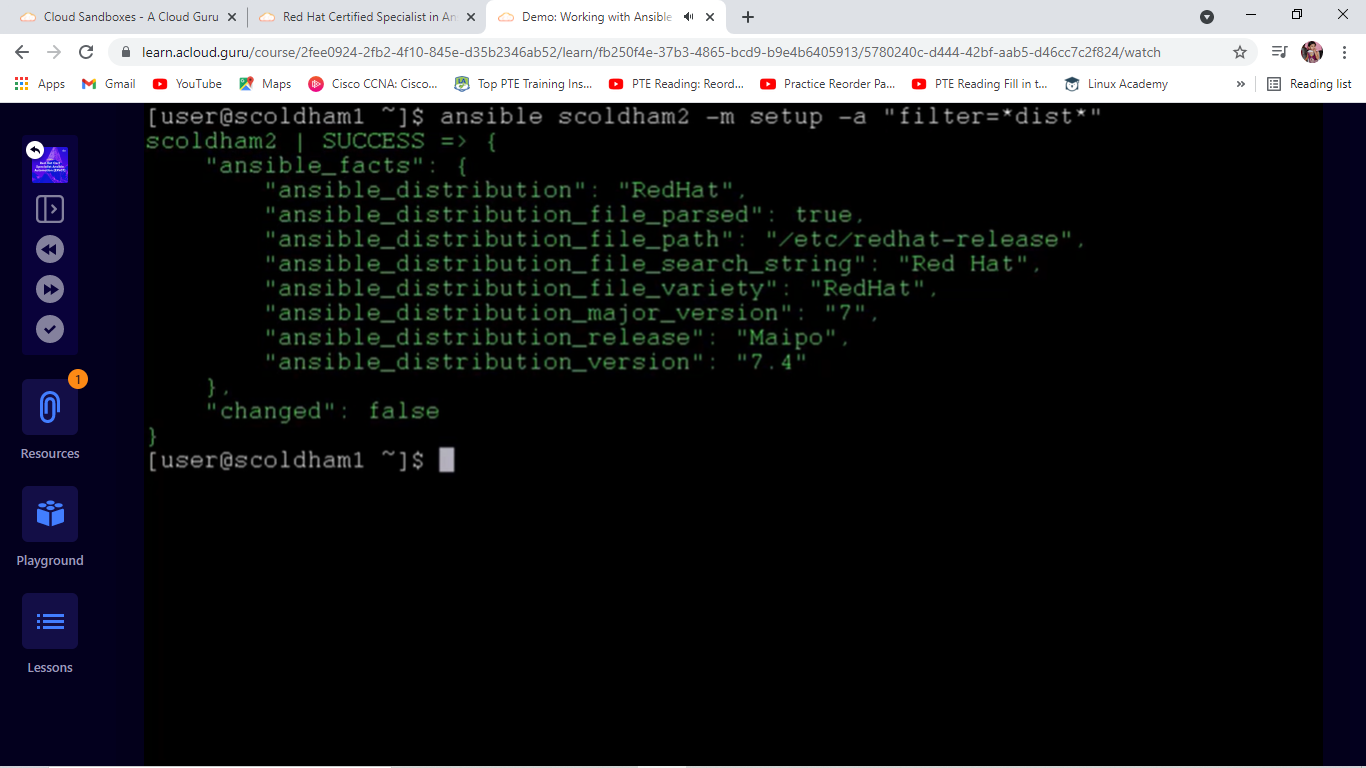 Cloud Sandboxes - A Cloud Guru
Red Hat Certified Specialist in An
Demo: Working with Ansible
learn.acloud.guru/course/2fee0924-2fb2-4f10-845e-d35b2346ab52/learn/fb250f4e-37b3-4865-bcd9-b9e4b6405913/5780240c-d444-42bf-aab5-d46cc7c2f824/watch
Apps Gmail YouTube Maps Cisco CCNA: Cisco... Top PTE Training Ins... PTE Reading: Reord... Practice Reorder Pa... PTE Reading Fill in t... Linux Academy » Reading list
[user@scoldham1 ~]$ ansible scoldham2 -m setup -a "filter=*dist*"
scoldham2 | SUCCESS => {
"ansible_facts": {
"ansible_distribution": "RedHat",
"ansible_distribution_file_parsed": true,
"ansible_distribution_file_path": "/etc/redhat-release",
"ansible_distribution_file_search_string": "Red Hat",
"ansible_distribution_file_variety": "RedHat",
"ansible_distribution_major_version": "7",
"ansible_distribution_release": "Maipo",
"ansible_distribution_version": "7.4"
},
"changed": false
}
[user@scoldham1 ~]$
1
Resources
Playground
Lessons